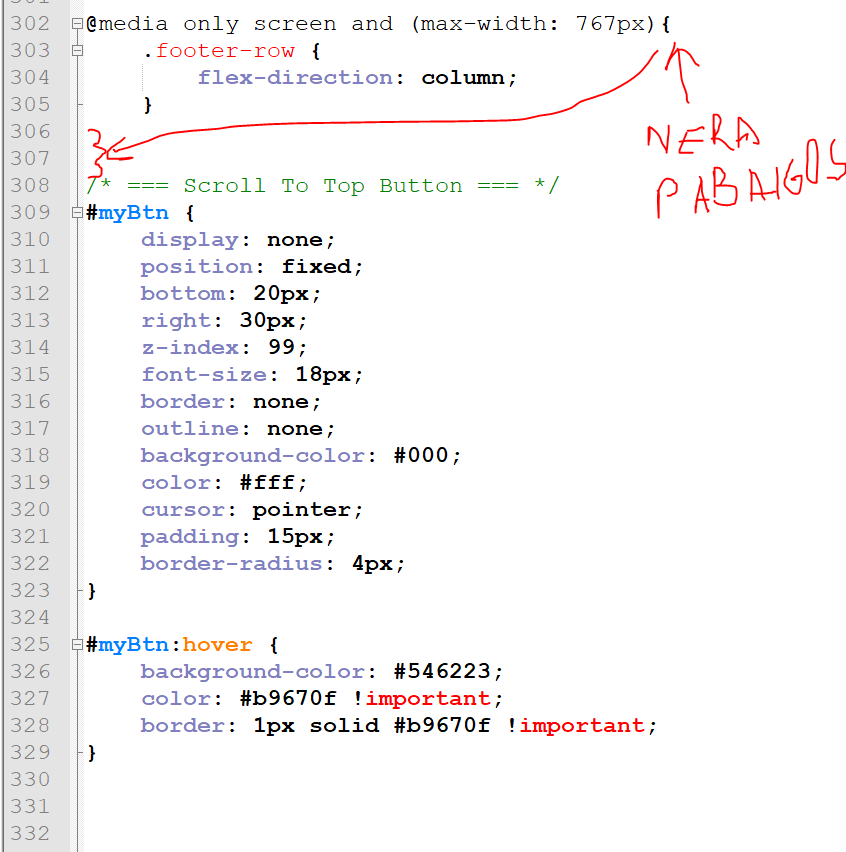 302 @media only screen and (max-width: 767px){
303 .footer-row {
304 flex-direction: column;
305 }
306
307
308 /* === Scroll To Top Button === */
309 #myBtn {
310 display: none;
311 position: fixed;
312 bottom: 20px;
313 right: 30px;
314 z-index: 99;
315 font-size: 18px;
316 border: none;
317 outline: none;
318 background-color: #000;
319 color: #fff;
320 cursor: pointer;
321 padding: 15px;
322 border-radius: 4px;
323 }
324
325 #myBtn:hover {
326 background-color: #546223;
327 color: #b9670f !important;
328 border: 1px solid #b9670f !important;
329 }
330
331
332
}
NERA
PABAIGOS